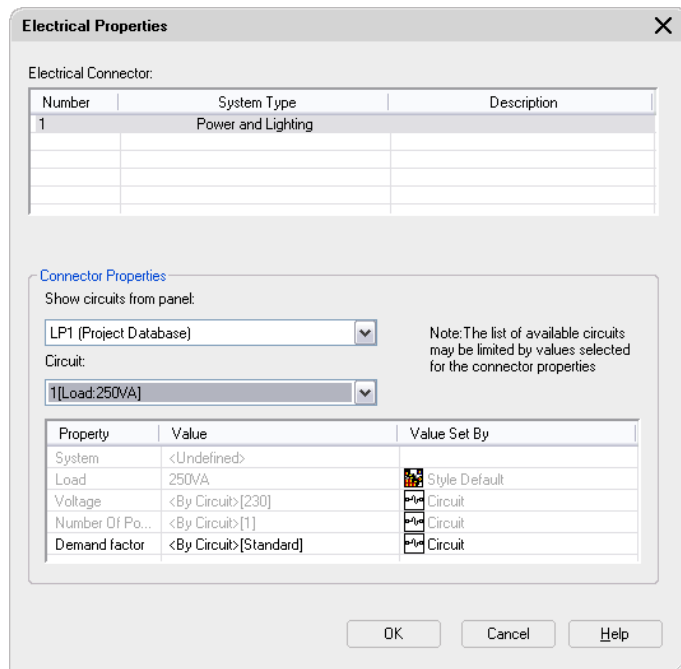 Electrical Properties
Electrical Connector:
Number System Type Description
1 Power and Lighting
Connector Properties
Show circuits from panel:
LP1 (Project Database)
Note:The list of available circuits
may be limited by values selected
for the connector properties
Circuit:
1[Load:250VA]
Property Value Value Set By
System <Undefined>
Load 250VA Style Default
Voltage <By Circuit>[230] Circuit
Number Of Po... <By Circuit>[1] Circuit
Demand factor <By Circuit>[Standard] Circuit
OK Cancel Help